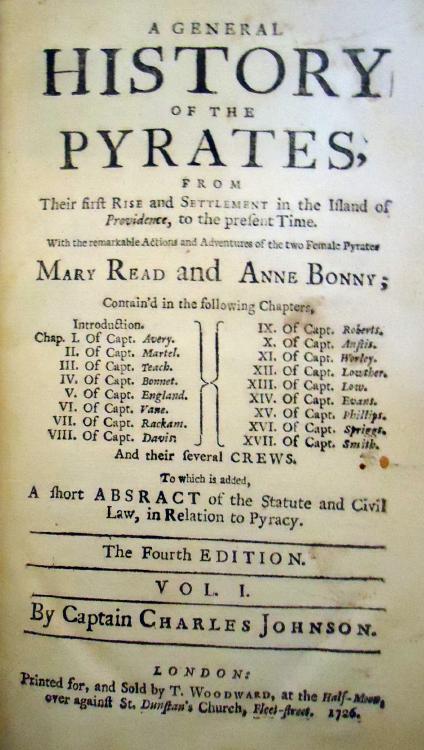 A GENERAL
HISTORY
OF THE
PYRATES,
FROM
Their first RISE and SETTLEMENT in the Island of
Providence, to the present Time.
With the remarkable Actions and Adventures of the two Female Pyrates
MARY READ and ANNE BONNY;
Contain'd in the following Chapters,
Introduction.
Chap. I. Of Capt. Avery.
II. Of Capt. Martel.
III. Of Capt. Teach.
IV. Of Capt. Bonnet.
V. Of Capt. England.
VI. Of Capt. Vane.
VII. Of Capt. Rackam.
VIII. Of Capt. Davis
IX. Of Capt. Roberts.
X. Of Capt. Anstis.
XI. Of Capt. Worley.
XII. Of Capt. Lowther.
XIII. Of Capt. Low.
XIV. Of Capt. Evans.
XV. Of Capt. Phillips.
XVI. Of Capt. Spriggs.
XVII. Of Capt. Smith.
And their several CREWS.
To which is added,
A short ABSRACT of the Statute and Civil
Law, in Relation to Pyracy.
The Fourth EDITION.
VOL. I.
By Captain CHARLES JOHNSON.
LONDON:
Printed for, and Sold by T. WOODWARD, at the Half-Moon,
over against St. Dunstan's Church, Fleet-street. 1726.